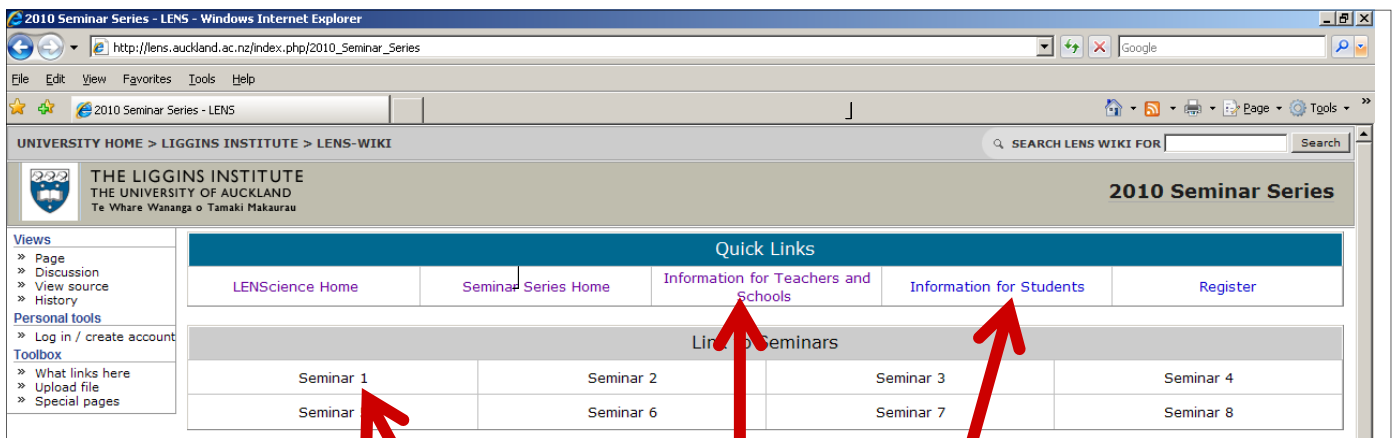 2010 Seminar Series - LENS - Windows Internet Explorer
http://lens.auckland.ac.nz/index.php/2010_Seminar_Series
Google
File Edit View Favorites Tools Help
2010 Seminar Series - LENS
Page Tools »
UNIVERSITY HOME > LIGGINS INSTITUTE > LENS-WIKI
SEARCH LENS WIKI FOR Search
THE LIGGINS INSTITUTE
THE UNIVERSITY OF AUCKLAND
Te Whare Wananga o Tamaki Makaurau
2010 Seminar Series
Views
» Page
» Discussion
» View source
» History
Personal tools
» Log in / create account
Toolbox
» What links here
» Upload file
» Special pages
Quick Links
LENScience Home
Seminar Series Home
Information for Teachers and
Schools
Information for Students
Register
Link to Seminars
Seminar 1 Seminar 2 Seminar 3 Seminar 4
Seminar Seminar 6 Seminar 7 Seminar 8